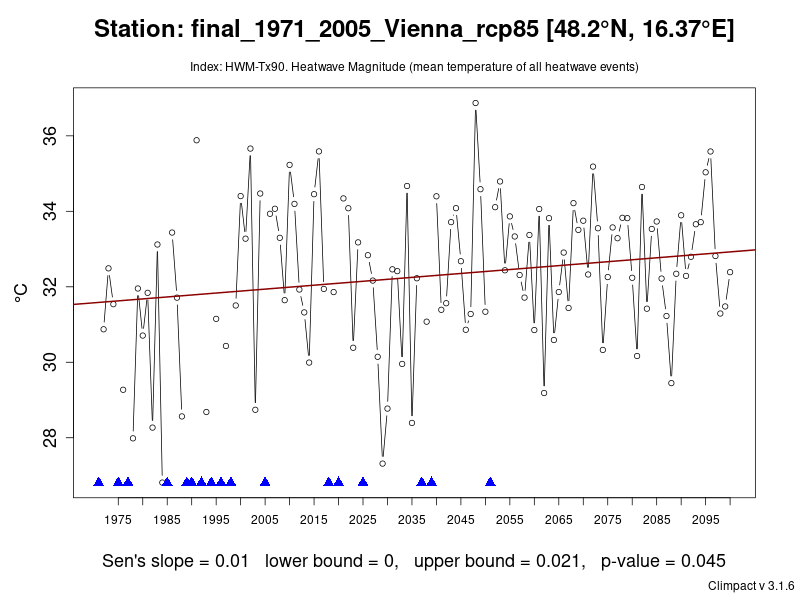 Station: final_1971_2005_Vienna_rcp85 [48.2°N, 16.37°E]
Index: HWM-Tx90. Heatwave Magnitude (mean temperature of all heatwave events)
°C
36
34
32
30
28
1975 1985 1995 2005 2015 2025 2035 2045 2055 2065 2075 2085 2095
Sen's slope = 0.01 lower bound = 0, upper bound = 0.021, p-value = 0.045
Climpact v 3.1.6